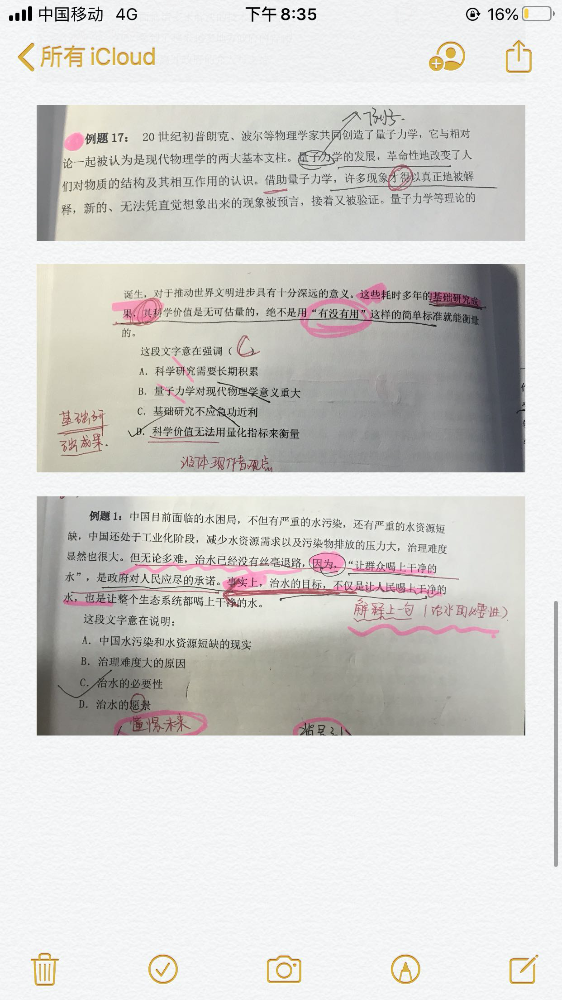 中国移动 4G 下午8:35 16%
所有 iCloud
例子.
例题 17： 20 世纪初普朗克、波尔等物理学家共同创造了量子力学，它与相对
论一起被认为是现代物理学的两大基本支柱。量子力学的发展，革命性地改变了人
们对物质的结构及其相互作用的认识。借助量子力学，许多现象才得以真正地被解
释，新的、无法凭直觉想象出来的现象被预言，接着又被验证。量子力学等理论的
诞生，对于推动世界文明进步具有十分深远的意义。这些耗时多年的基础研究成
果，其科学价值是无可估量的，绝不是用“有没有用”这样的简单标准就能衡量
的。
这段文字意在强调（ C ）
A. 科学研究需要长期积累
B. 量子力学对现代物理学意义重大
C. 基础研究不应急功近利
D. 科学价值无法用量化指标来衡量
基础研
础成果.
没体现作者观点
例题 1：中国目前面临的水困局，不但有严重的水污染，还有严重的水资源短
缺，中国还处于工业化阶段，减少水资源需求以及污染物排放的压力大，治理难度
显然也很大。但无论多难，治水已经没有丝毫退路，因为，“让群众喝上干净的
水”，是政府对人民应尽的承诺。事实上，治水的目标，不仅是让人民喝上干净的
水，也是让整个生态系统都喝上干净的水。
解释上一句（治水的必要性）
这段文字意在说明：
A. 中国水污染和水资源短缺的现实
B. 治理难度大的原因
C. 治水的必要性
D. 治水的愿景
憧憬未来